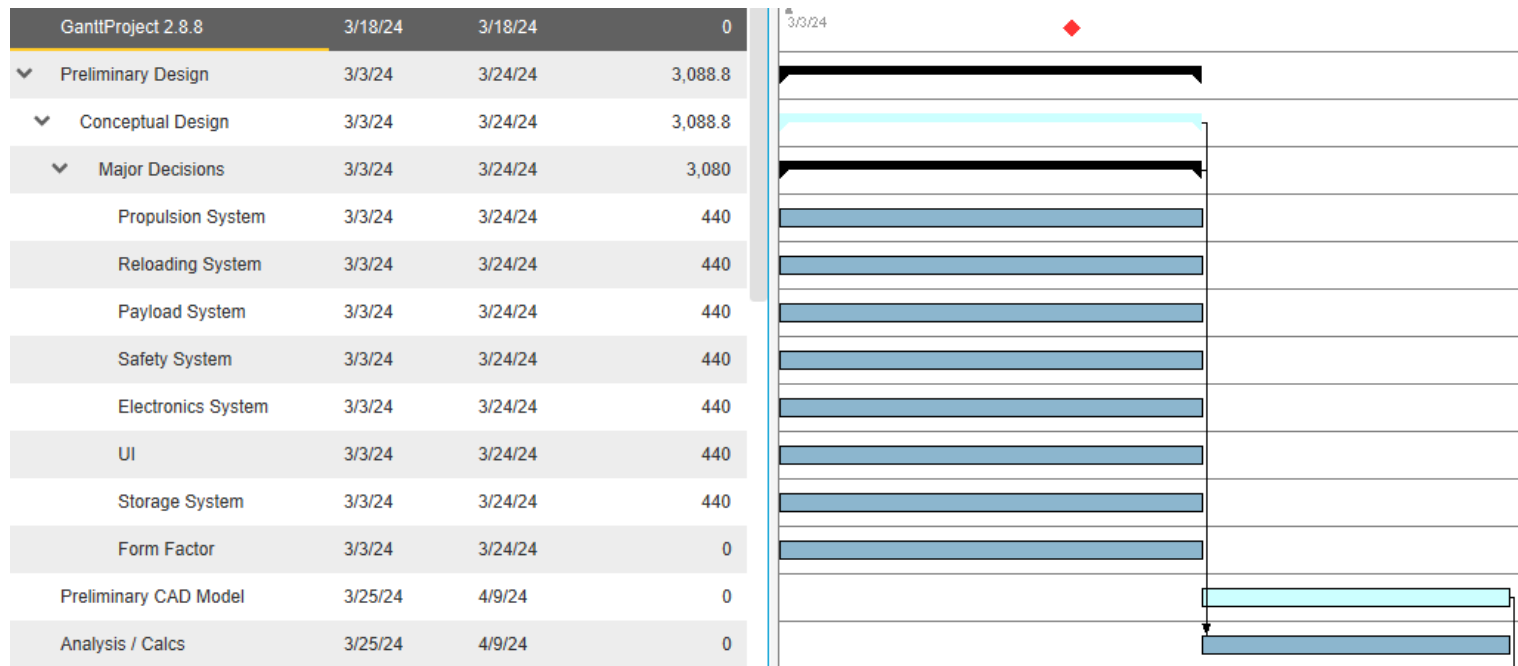 GanttProject 2.8.8 3/18/24 3/18/24 0 3/3/24
Preliminary Design 3/3/24 3/24/24 3,088.8
Conceptual Design 3/3/24 3/24/24 3,088.8
Major Decisions 3/3/24 3/24/24 3,080
Propulsion System 3/3/24 3/24/24 440
Reloading System 3/3/24 3/24/24 440
Payload System 3/3/24 3/24/24 440
Safety System 3/3/24 3/24/24 440
Electronics System 3/3/24 3/24/24 440
UI 3/3/24 3/24/24 440
Storage System 3/3/24 3/24/24 440
Form Factor 3/3/24 3/24/24 0
Preliminary CAD Model 3/25/24 4/9/24 0
Analysis / Calcs 3/25/24 4/9/24 0